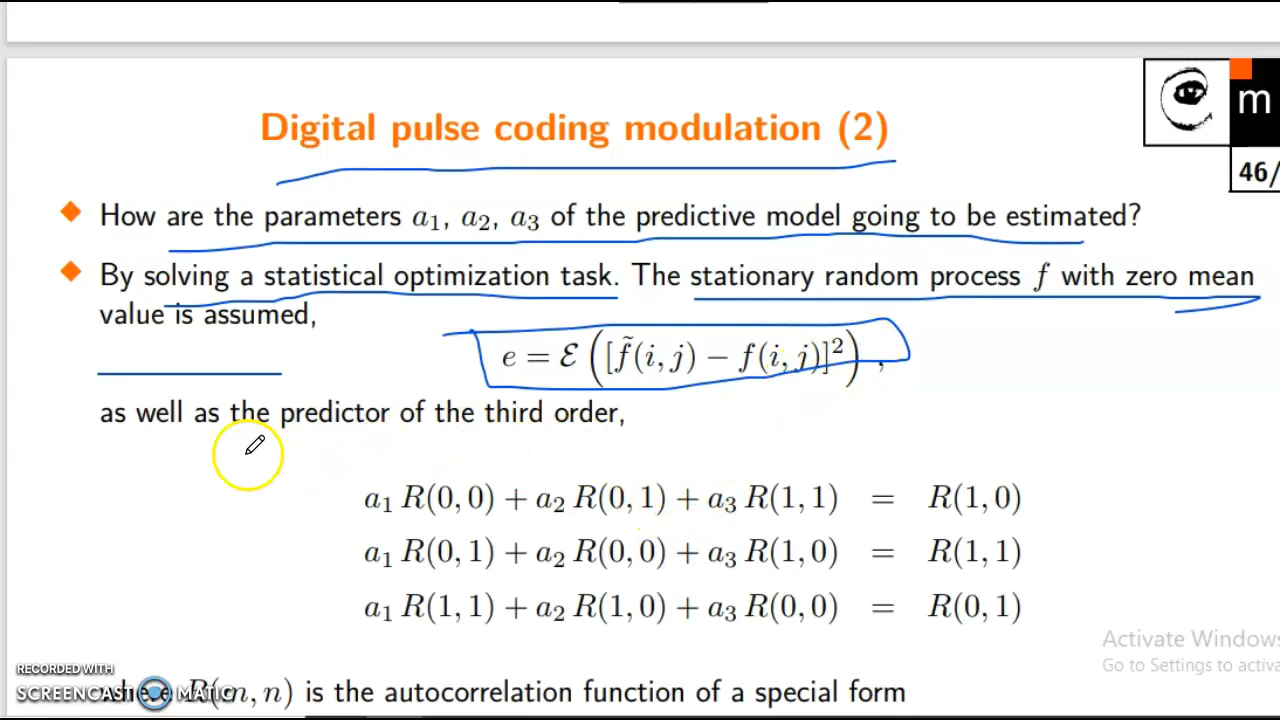 m
Digital pulse coding modulation (2)
46/
How are the parameters a₁, a₂, a₃ of the predictive model going to be estimated?
By solving a statistical optimization task. The stationary random process f with zero mean
value is assumed,
e = ℰ ([f̃(i, j) − f(i, j)]²) ,
as well as the predictor of the third order,
a₁ R(0, 0) + a₂ R(0, 1) + a₃ R(1, 1) = R(1, 0)
a₁ R(0, 1) + a₂ R(0, 0) + a₃ R(1, 0) = R(1, 1)
a₁ R(1, 1) + a₂ R(1, 0) + a₃ R(0, 0) = R(0, 1)
Activate Windows
Go to Settings to activa
RECORDED WITH
SCREENCAST MATIC
R(m, n) is the autocorrelation function of a special form